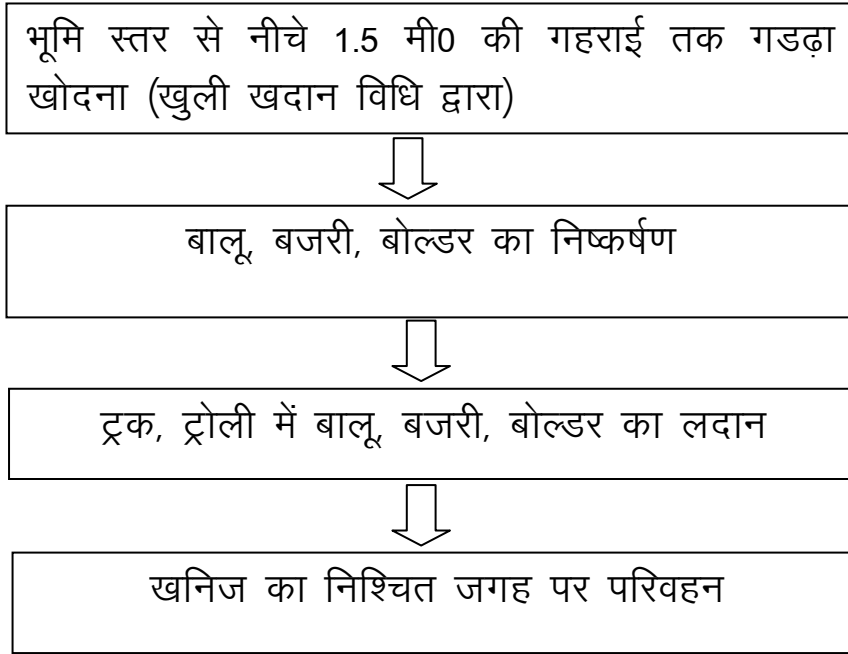 भूमि स्तर से नीचे 1.5 मी0 की गहराई तक गडढ़ा
खोदना (खुली खदान विधि द्वारा)
बालू, बजरी, बोल्डर का निष्कर्षण
ट्रक, ट्रोली में बालू, बजरी, बोल्डर का लदान
खनिज का निश्चित जगह पर परिवहन